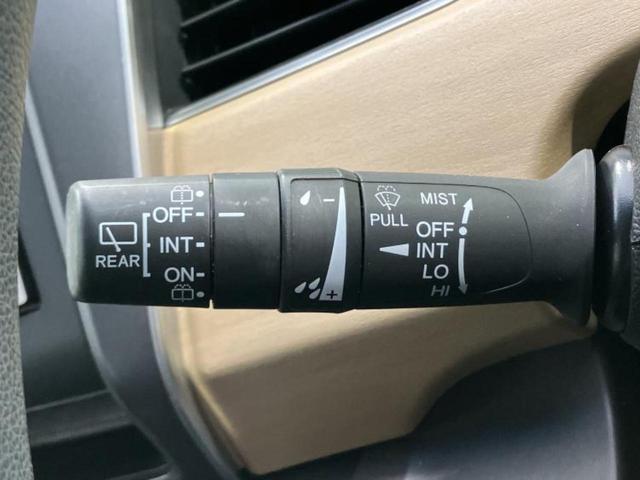 OFF
INT
ON
REAR
-
+
PULL
MIST
OFF
INT
LO
HI